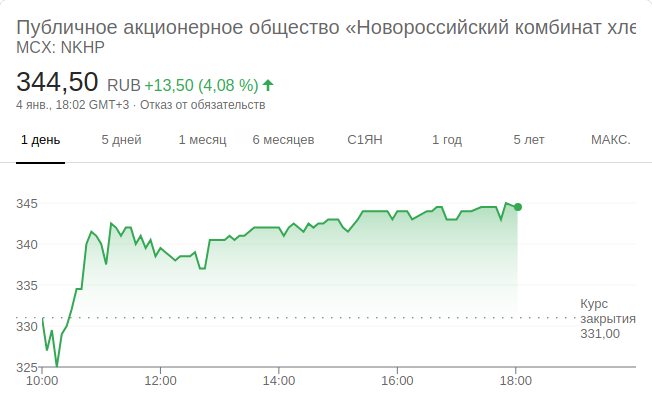 Публичное акционерное общество «Новороссийский комбинат хле
MCX: NKHP
344,50 RUB +13,50 (4,08 %)
4 янв., 18:02 GMT+3 · Отказ от обязательств
1 день 5 дней 1 месяц 6 месяцев С1ЯН 1 год 5 лет МАКС.
345
340
335
330
325
Курс
закрытия
331,00
10:00 12:00 14:00 16:00 18:00